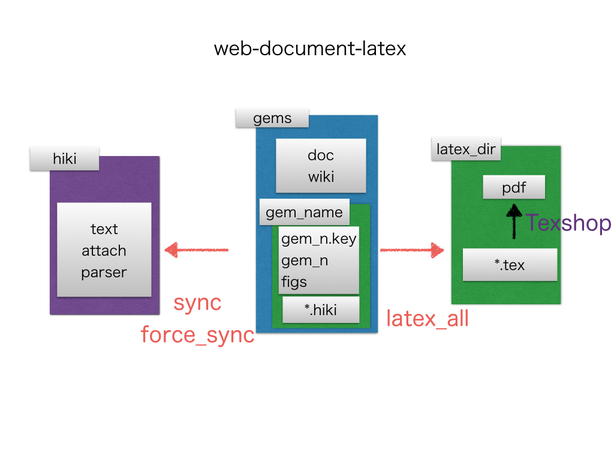 web-document-latex
hiki
text
attach
parser
sync
force_sync
gems
doc
wiki
gem_name
gem_n.key
gem_n
figs
*.hiki
latex_all
latex_dir
pdf
Texshop
*.tex